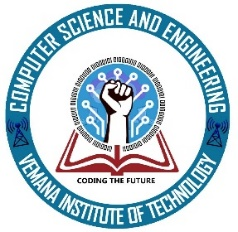 COMPUTER SCIENCE AND ENGINEERING
CODING THE FUTURE
VEMANA INSTITUTE OF TECHNOLOGY